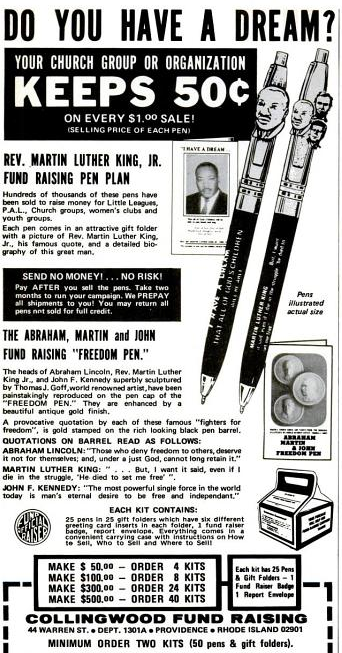 DO YOU HAVE A DREAM?
YOUR CHURCH GROUP OR ORGANIZATION
KEEPS 50¢
ON EVERY $1.00 SALE!
(SELLING PRICE OF EACH PEN)
REV. MARTIN LUTHER KING, JR.
FUND RAISING PEN PLAN
Hundreds of thousands of these pens have
been sold to raise money for Little Leagues,
P.A.L., Church groups, women's clubs and
youth groups.
Each pen comes in an attractive gift folder
with a picture of Rev. Martin Luther King,
Jr., his famous quote, and a detailed bio-
graphy of this great man.
"I HAVE A DREAM...
SEND NO MONEY! . . . NO RISK!
Pay AFTER you sell the pens. Take two
months to run your campaign. We PREPAY
all shipments to you! You may return all
pens not sold for full credit.
THAT ALL OF GOD'S CHILDREN
MARTIN LUTHER KING
Pens
illustrated
actual size
THE ABRAHAM, MARTIN and JOHN
FUND RAISING "FREEDOM PEN."
The heads of Abraham Lincoln, Rev. Martin Luther
King Jr., and John F. Kennedy superbly sculptured
by Thomas J. Goff, world renowned artist, have been
painstakingly reproduced on the pen cap of the
"FREEDOM PEN." They are enhanced by a
beautiful antique gold finish.
A provocative quotation by each of these famous "fighters for
freedom", is gold stamped on the rich looking black pen barrel.
ABRAHAM
MARTIN
& JOHN
FREEDOM PEN
QUOTATIONS ON BARREL READ AS FOLLOWS:
ABRAHAM LINCOLN: "Those who deny freedom to others, deserve
it not for themselves; and, under a just God, cannot long retain it."
MARTIN LUTHER KING: " . . . But, I want it said, even if I
die in the struggle, 'He died to set me free' ".
JOHN F. KENNEDY: "The most powerful single force in the world
today is man's eternal desire to be free and independant."
EACH KIT CONTAINS:
25 pens in 25 gift folders which have six different
greeting card inserts in each folder, 1 fund raiser
badge, report envelope. Everything comes in a
convenient carrying case with instructions on How
to Sell, Who to Sell and Where to Sell!
MAKE $ 50.00 – ORDER 4 KITS
MAKE $100.00 – ORDER 8 KITS
MAKE $300.00 – ORDER 24 KITS
MAKE $500.00 – ORDER 40 KITS
Each kit has 25 Pens
& Gift Folders – 1
Fund Raiser Badge
1 Report Envelope
COLLINGWOOD FUND RAISING
44 WARREN ST. • DEPT. 1301A • PROVIDENCE • RHODE ISLAND 02901
MINIMUM ORDER TWO KITS (50 pens & gift folders).